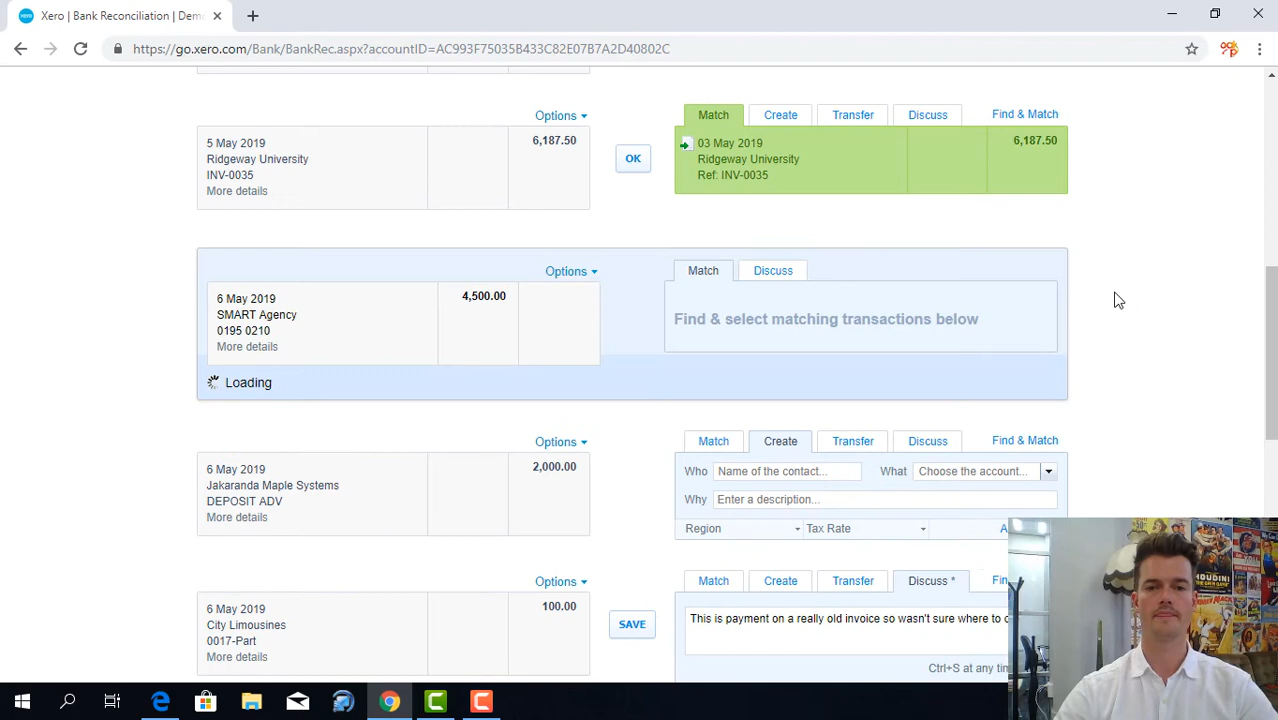 Xero | Bank Reconciliation | Demo
https://go.xero.com/Bank/BankRec.aspx?accountID=AC993F75035B433C82E07B7A2D40802C
Options
Match
Create
Transfer
Discuss
Find & Match
5 May 2019
6,187.50
Ridgeway University
INV-0035
More details
OK
03 May 2019
6,187.50
Ridgeway University
Ref: INV-0035
Options
Match
Discuss
6 May 2019
4,500.00
SMART Agency
0195 0210
More details
Find & select matching transactions below
Loading
Options
Match
Create
Transfer
Discuss
Find & Match
6 May 2019
2,000.00
Jakaranda Maple Systems
DEPOSIT ADV
More details
Who
Name of the contact...
What
Choose the account...
Why
Enter a description...
Region
Tax Rate
Options
Match
Create
Transfer
Discuss *
6 May 2019
100.00
City Limousines
0017-Part
More details
SAVE
This is payment on a really old invoice so wasn't sure where to
Ctrl+S at any
HOUDINI